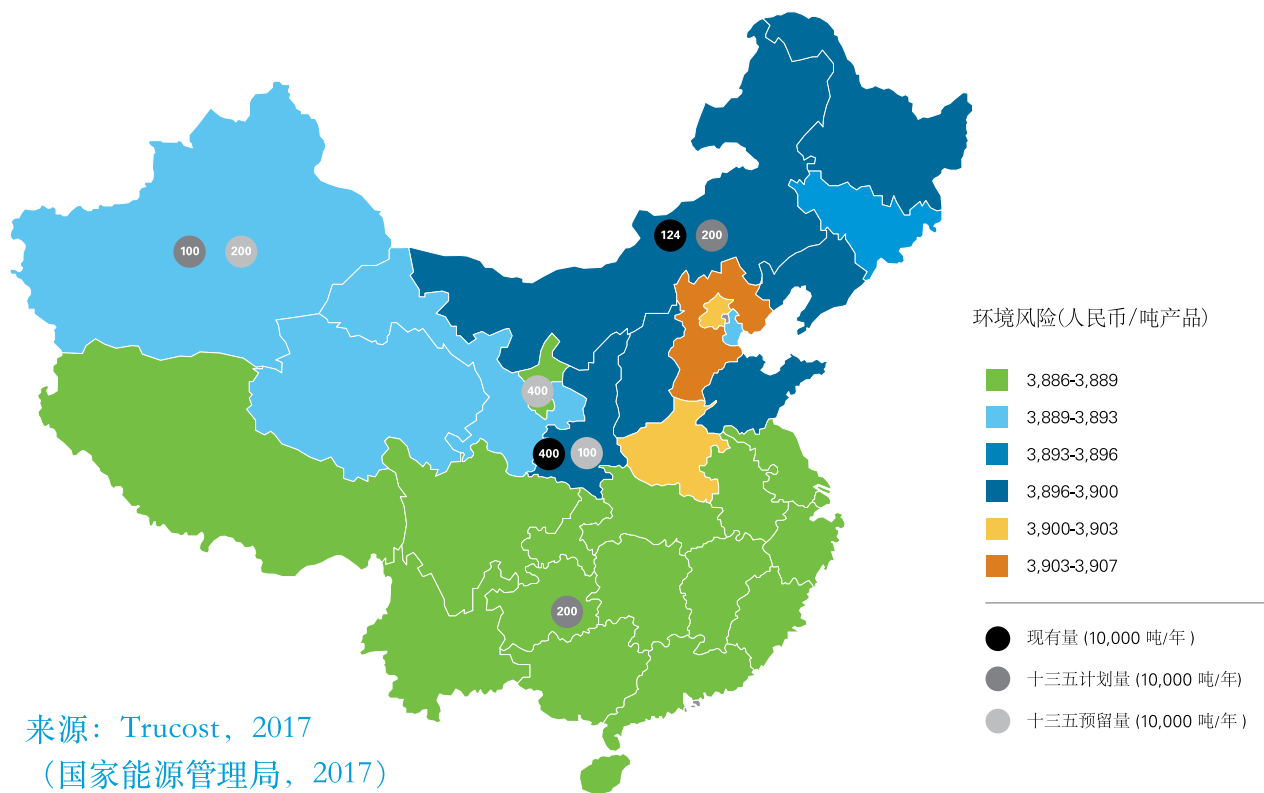 124
200
100
200
环境风险(人民币/吨产品)
3,886-3,889
3,889-3,893
3,893-3,896
3,896-3,900
3,900-3,903
3,903-3,907
400
400
100
200
现有量 (10,000 吨/年)
十三五计划量 (10,000 吨/年)
十三五预留量 (10,000 吨/年)
来源：Trucost，2017
（国家能源管理局，2017）